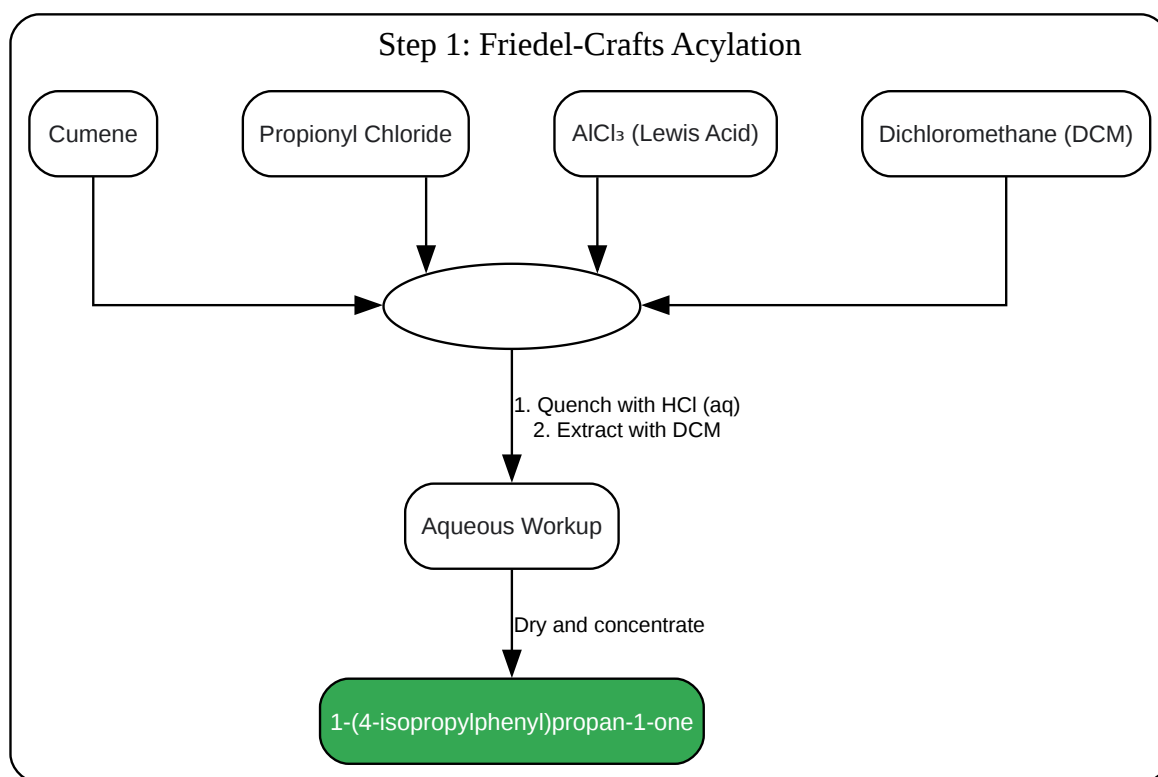 Step 1: Friedel-Crafts Acylation
Cumene
Propionyl Chloride
AlCl₃ (Lewis Acid)
Dichloromethane (DCM)
1. Quench with HCl (aq)
2. Extract with DCM
Aqueous Workup
Dry and concentrate
1-(4-isopropylphenyl)propan-1-one